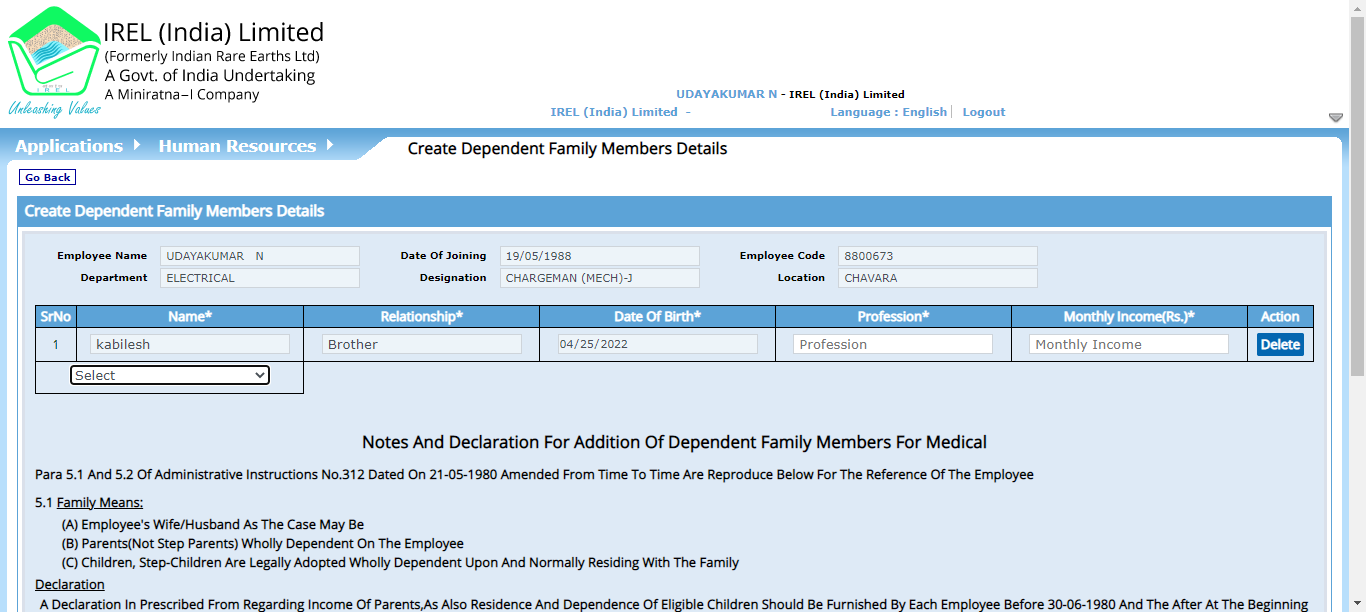 IREL (India) Limited
(Formerly Indian Rare Earths Ltd)
A Govt. of India Undertaking
A Miniratna–I Company
IREL
Unleashing Values
UDAYAKUMAR N - IREL (India) Limited
IREL (India) Limited - Language : English Logout
Applications Human Resources Create Dependent Family Members Details
Go Back
Create Dependent Family Members Details
Employee Name UDAYAKUMAR N Date Of Joining 19/05/1988 Employee Code 8800673
Department ELECTRICAL Designation CHARGEMAN (MECH)-J Location CHAVARA
SrNo Name* Relationship* Date Of Birth* Profession* Monthly Income(Rs.)* Action
1 kabilesh Brother 04/25/2022 Profession Monthly Income Delete
Select
Notes And Declaration For Addition Of Dependent Family Members For Medical
Para 5.1 And 5.2 Of Administrative Instructions No.312 Dated On 21-05-1980 Amended From Time To Time Are Reproduce Below For The Reference Of The Employee
5.1 Family Means:
(A) Employee's Wife/Husband As The Case May Be
(B) Parents(Not Step Parents) Wholly Dependent On The Employee
(C) Children, Step-Children Are Legally Adopted Wholly Dependent Upon And Normally Residing With The Family
Declaration
A Declaration In Prescribed From Regarding Income Of Parents,As Also Residence And Dependence Of Eligible Children Should Be Furnished By Each Employee Before 30-06-1980 And The After At The Beginning